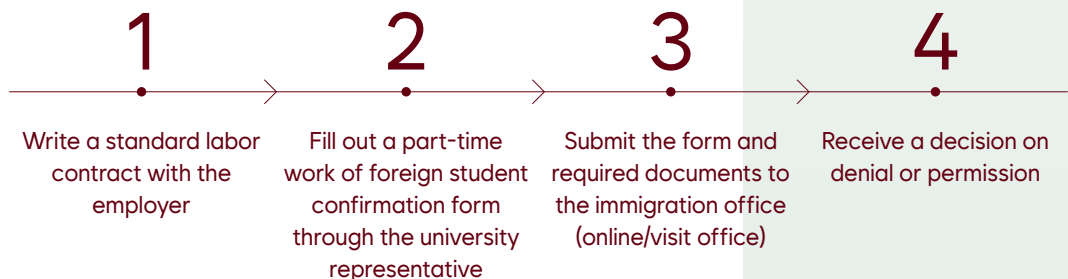 1
Write a standard labor
contract with the
employer
2
Fill out a part-time
work of foreign student
confirmation form
through the university
representative
3
Submit the form and
required documents to
the immigration office
(online/visit office)
4
Receive a decision on
denial or permission